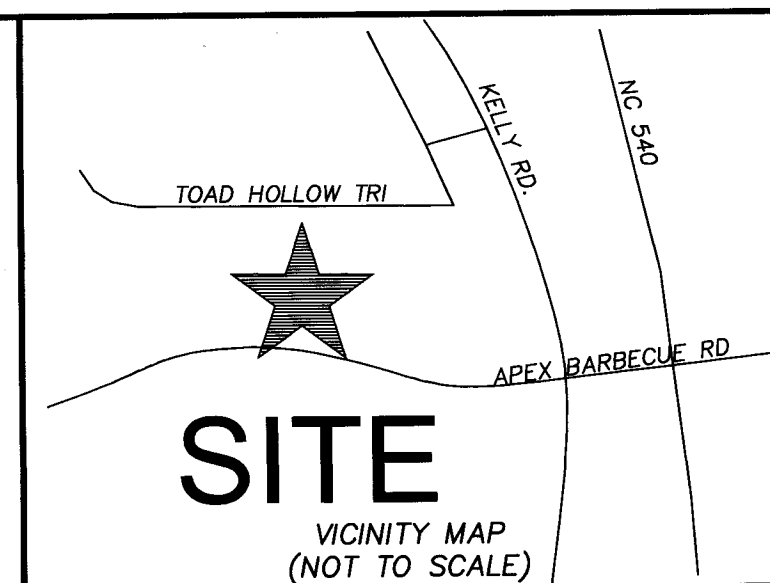 KELLY RD.
NC 540
TOAD HOLLOW TRI
APEX BARBECUE RD
SITE
VICINITY MAP
(NOT TO SCALE)